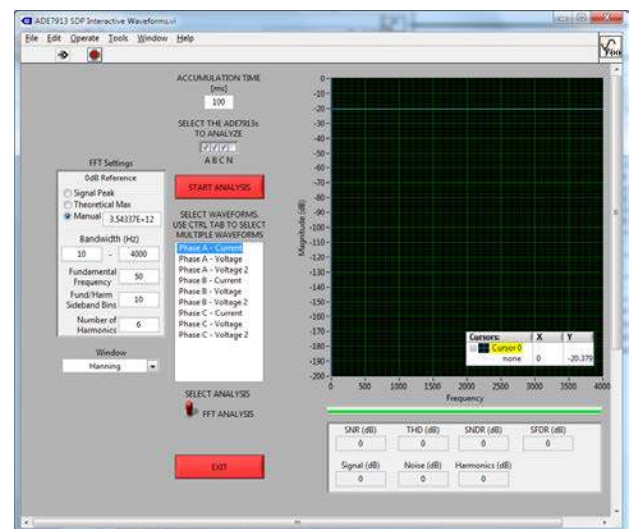 ADE7913 SDP Interactive Waveforms.vi
File Edit Operate Tools Window Help
ACCUMULATION TIME
[ms]
100
SELECT THE ADE7913s
TO ANALYZE
A B C N
FFT Settings
0dB Reference
Signal Peak
Theoretical Max
Manual 3.54337E+12
Bandwidth (Hz)
10 - 4000
Fundamental
Frequency 50
Fund/Harm
Sideband Bins 10
Number of
Harmonics 6
Window
Hanning
START ANALYSIS
SELECT WAVEFORMS.
USE CTRL TAB TO SELECT
MULTIPLE WAVEFORMS
Phase A - Current
Phase A - Voltage
Phase A - Voltage 2
Phase B - Current
Phase B - Voltage
Phase B - Voltage 2
Phase C - Current
Phase C - Voltage
Phase C - Voltage 2
SELECT ANALYSIS
FFT ANALYSIS
EXIT
Magnitude (dB)
0
-10
-20
-30
-40
-50
-60
-70
-80
-90
-100
-110
-120
-130
-140
-150
-160
-170
-180
-190
-200
Cursors: X Y
Cursor 0
none 0 -20.379
0 500 1000 1500 2000 2500 3000 3500 4000
Frequency
SNR (dB) THD (dB) SNDR (dB) SFDR (dB)
0 0 0 0
Signal (dB) Noise (dB) Harmonics (dB)
0 0 0